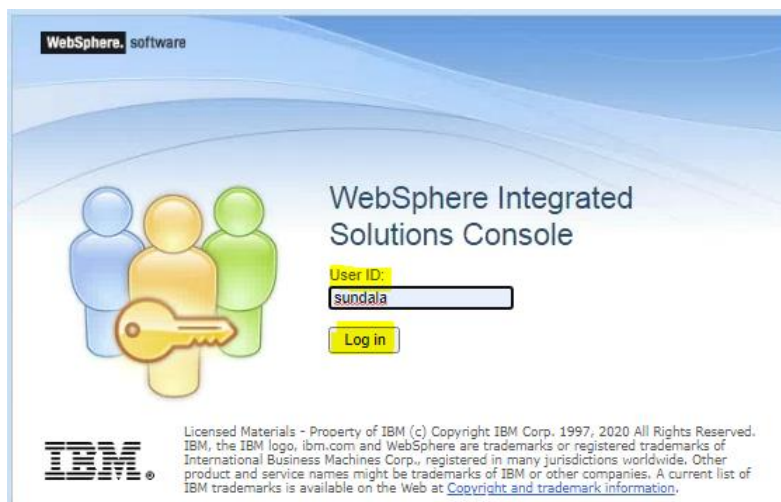 WebSphere. software
WebSphere Integrated
Solutions Console
User ID:
sundala
Log in
Licensed Materials - Property of IBM (c) Copyright IBM Corp. 1997, 2020 All Rights Reserved.
IBM, the IBM logo, ibm.com and WebSphere are trademarks or registered trademarks of
International Business Machines Corp., registered in many jurisdictions worldwide. Other
product and service names might be trademarks of IBM or other companies. A current list of
IBM trademarks is available on the Web at Copyright and trademark information.
IBM.